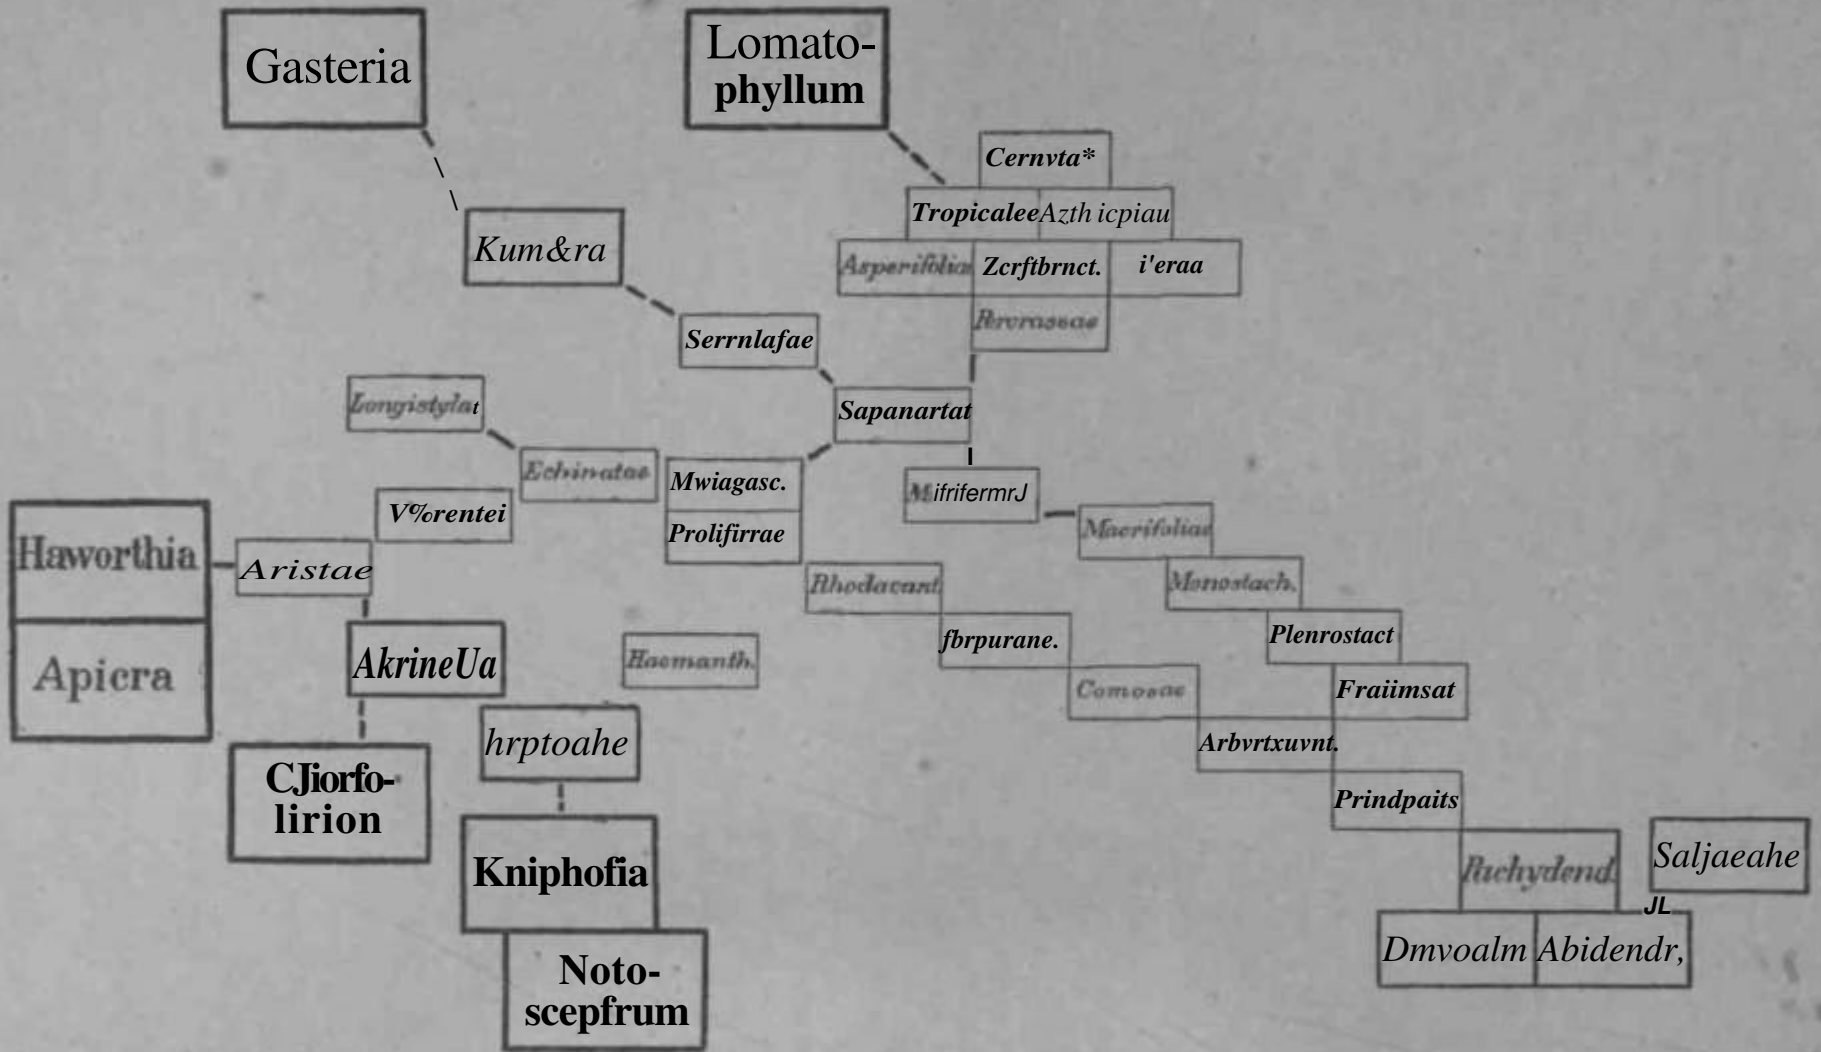 Gasteria
Lomato-
phyllum
Cernvta*
Tropicalee Azth icpiau
Kum&ra
Asperifolia Zcrftbrnct. i'eraa
Serrnlafae
Longistylat
Sapanartat
Echinatae
Mwiagasc.
MifrifermrJ
V%rentei
Prolifirrae
Macrifoliae
Haworthia
Aristae
Rhodacant.
Monostach.
Plenrostact
fbrpurane.
AkrineUa
Haemanth.
Apicra
Comosae
Fraiimsat
hrptoahe
Arbvrtxuvnt.
CJiorfo-
lirion
Prindpaits
Kniphofia
Saljaeahe
JL
Dmvoalm Abidendr,
Noto-
scepfrum